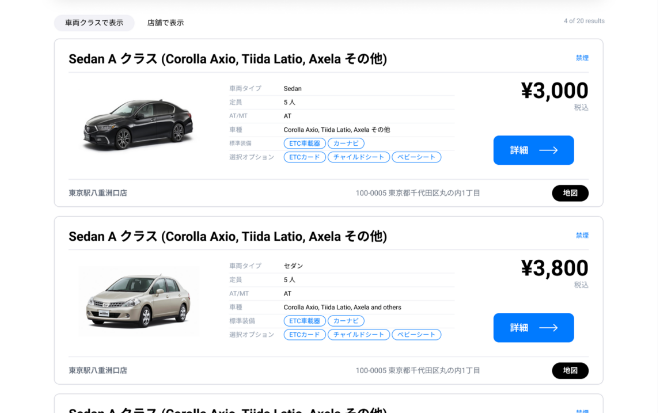 車両クラスで表示 店舗で表示 4 of 20 results
Sedan A クラス (Corolla Axio, Tiida Latio, Axela その他) 禁煙
車両タイプ Sedan
¥3,000
定員 5 人
税込
AT/MT AT
車種 Corolla Axio, Tiida Latio, Axela その他
標準装備 ETC車載器 カーナビ
詳細
選択オプション ETCカード チャイルドシート ベビーシート
東京駅八重洲口店 100-0005 東京都千代田区丸の内1丁目 地図
Sedan A クラス (Corolla Axio, Tiida Latio, Axela その他) 禁煙
車両タイプ セダン
¥3,800
定員 5 人
税込
AT/MT AT
車種 Corolla Axio, Tiida Latio, Axela and others
標準装備 ETC車載器 カーナビ
詳細
選択オプション ETCカード チャイルドシート ベビーシート
東京駅八重洲口店 100-0005 東京都千代田区丸の内1丁目 地図
Sedan A クラス (Corolla Axio, Tiida Latio, Axela その他) 禁煙